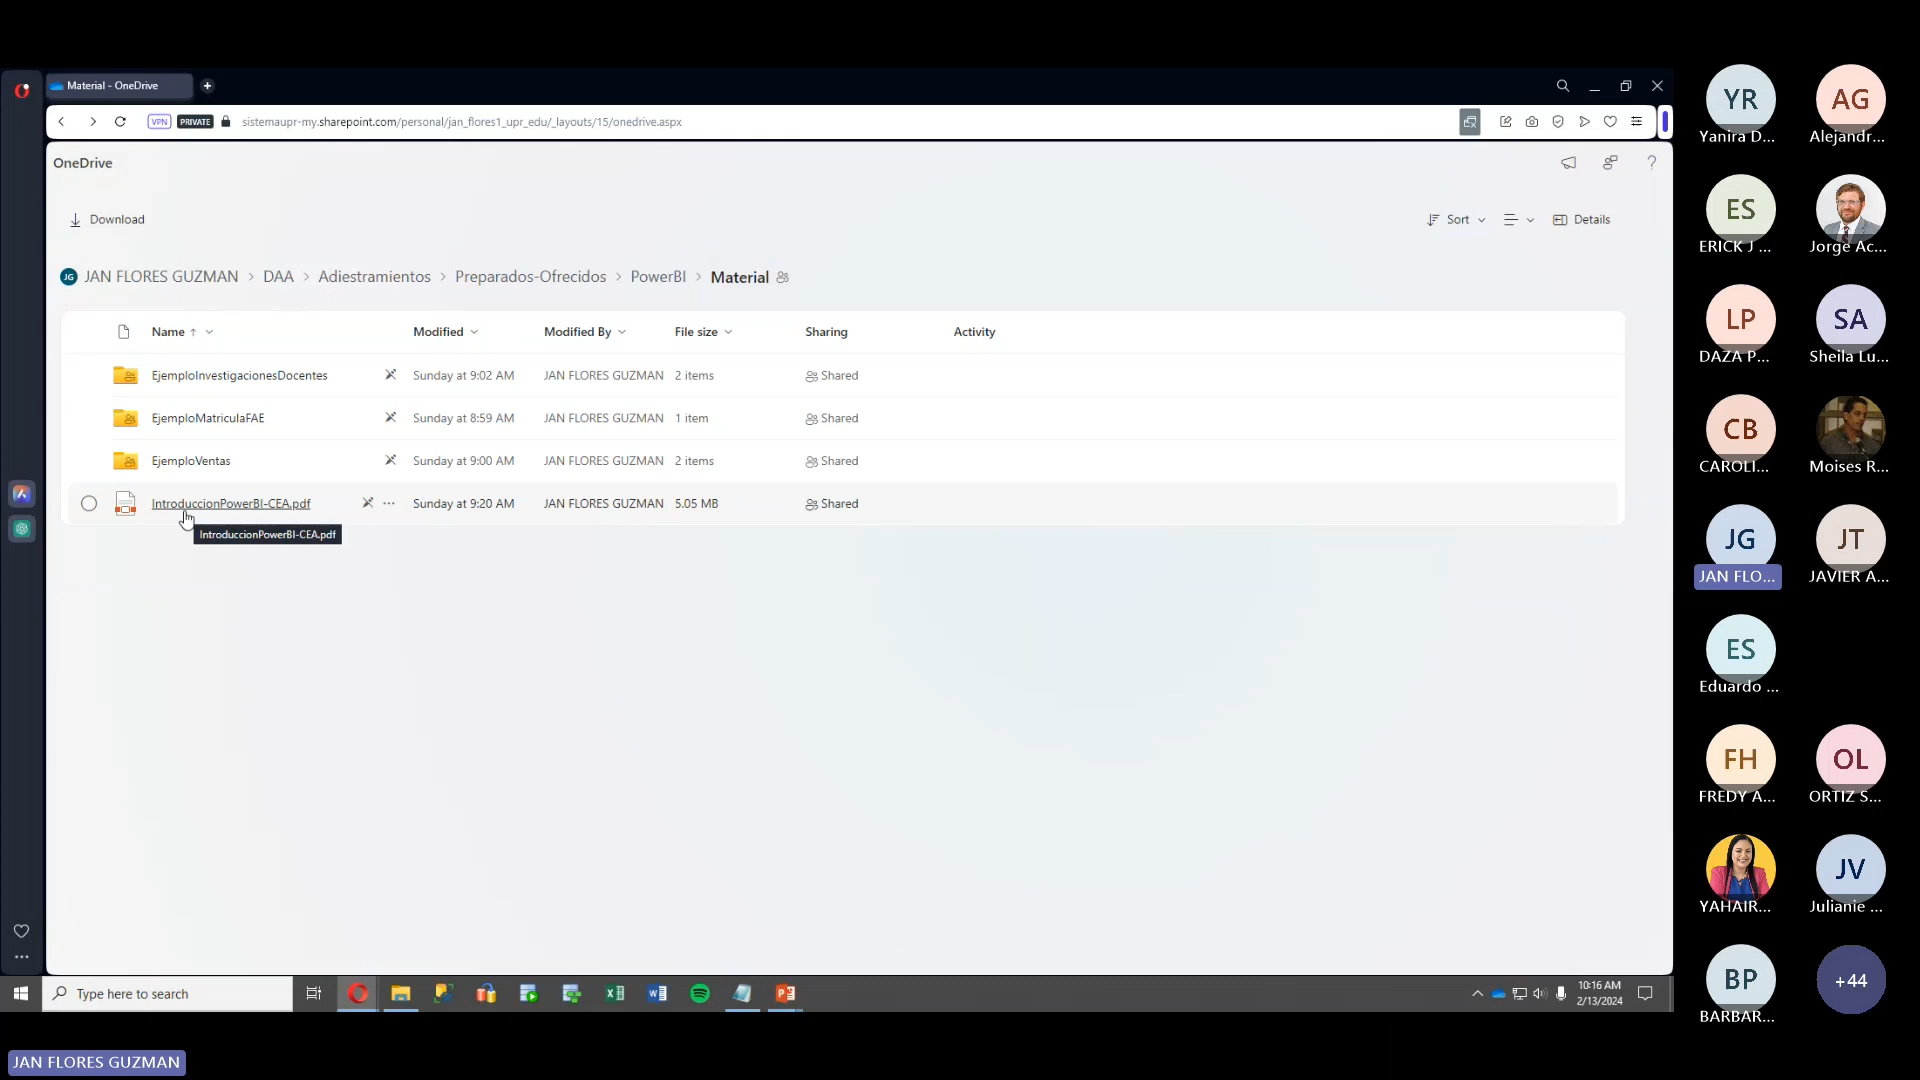 Material - OneDrive
VPN PRIVATE sistemaupr-my.sharepoint.com/personal/jan_flores1_upr_edu/_layouts/15/onedrive.aspx
OneDrive
Download Sort Details
JG JAN FLORES GUZMAN > DAA > Adiestramientos > Preparados-Ofrecidos > PowerBI > Material
Name Modified Modified By File size Sharing Activity
EjemploInvestigacionesDocentes Sunday at 9:02 AM JAN FLORES GUZMAN 2 items Shared
EjemploMatriculaFAE Sunday at 8:59 AM JAN FLORES GUZMAN 1 item Shared
EjemploVentas Sunday at 9:00 AM JAN FLORES GUZMAN 2 items Shared
IntroduccionPowerBI-CEA.pdf Sunday at 9:20 AM JAN FLORES GUZMAN 5.05 MB Shared
IntroduccionPowerBI-CEA.pdf
Type here to search
10:16 AM
2/13/2024
JAN FLORES GUZMAN
YR AG
Yanira D... Alejandr...
ES
ERICK J ... Jorge Ac...
LP SA
DAZA P... Sheila Lu...
CB
CAROLI... Moises R...
JG JT
JAN FLO... JAVIER A...
ES
Eduardo ...
FH OL
FREDY A... ORTIZ S...
JV
YAHAIR... Julianie ...
BP +44
BARBAR...